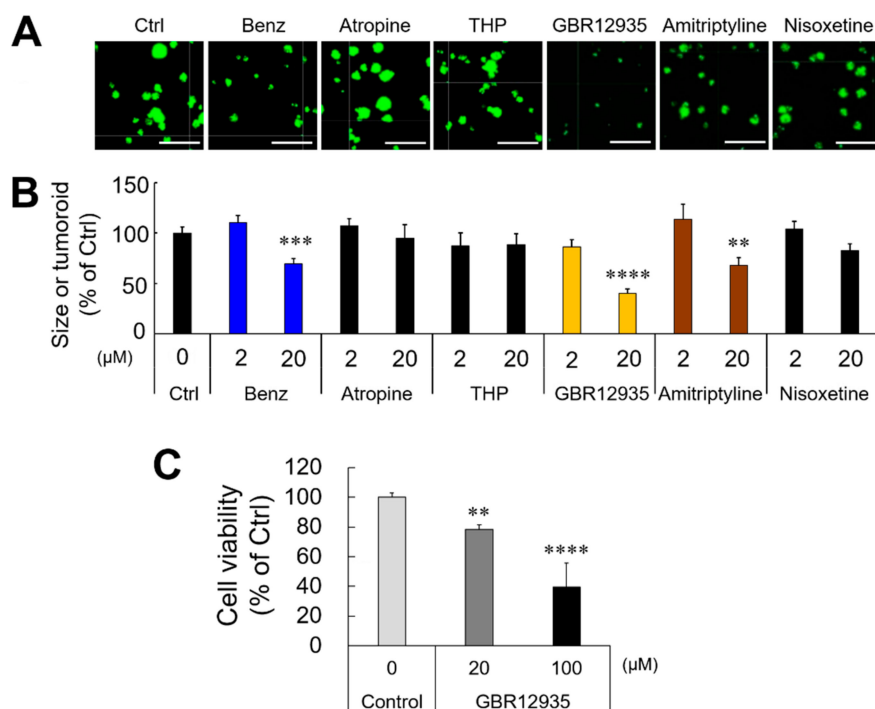 A
Ctrl Benz Atropine THP GBR12935 Amitriptyline Nisoxetine
B
Size or tumoroid
(% of Ctrl)
150
100
50
0
*** **** **
(μM) 0 2 20 2 20 2 20 2 20 2 20 2 20
Ctrl Benz Atropine THP GBR12935 Amitriptyline Nisoxetine
C
Cell viability
(% of Ctrl)
120
100
80
60
40
20
0
**
****
0 20 100 (μM)
Control GBR12935